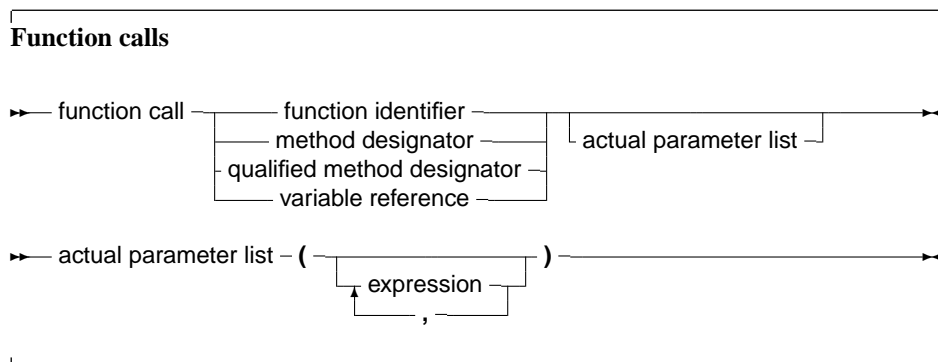 Function calls
function call function identifier
method designator actual parameter list
qualified method designator
variable reference
actual parameter list ( )
expression
,